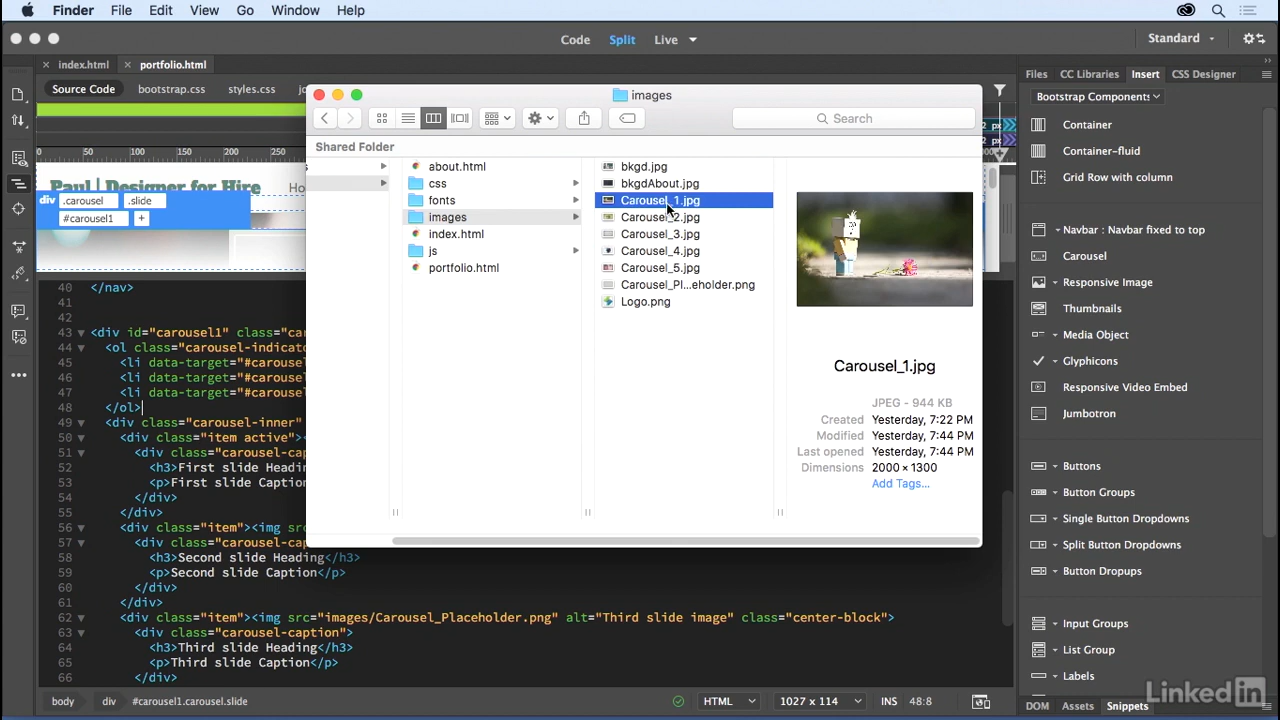 Finder File Edit View Go Window Help
Code Split Live Standard
index.html portfolio.html
Files CC Libraries Insert CSS Designer
Source Code bootstrap.css styles.css
Bootstrap Components
images
Search
Shared Folder
0 50 100 150 200 250
Paul | Designer for Hire
div .carousel .slide
#carousel1 +
about.html
css
fonts
images
index.html
js
portfolio.html
bkgd.jpg
bkgdAbout.jpg
Carousel_1.jpg
Carousel_2.jpg
Carousel_3.jpg
Carousel_4.jpg
Carousel_5.jpg
Carousel_Pl...eholder.png
Logo.png
Carousel_1.jpg
JPEG - 944 KB
Created Yesterday, 7:22 PM
Modified Yesterday, 7:44 PM
Last opened Yesterday, 7:44 PM
Dimensions 2000 × 1300
Add Tags...
40 </nav>
41
42
43 <div id="carousel1" class="car
44 <ol class="carousel-indicato
45 <li data-target="#carouse
46 <li data-target="#carouse
47 <li data-target="#carouse
48 </ol>
49 <div class="carousel-inner"
50 <div class="item active"><
51 <div class="carousel-cap
52 <h3>First slide Headin
53 <p>First slide Caption
54 </div>
55 </div>
56 <div class="item"><img src
57 <div class="carousel-cap
58 <h3>Second slide Heading</h3>
59 <p>Second slide Caption</p>
60 </div>
61 </div>
62 <div class="item"><img src="images/Carousel_Placeholder.png" alt="Third slide image" class="center-block">
63 <div class="carousel-caption">
64 <h3>Third slide Heading</h3>
65 <p>Third slide Caption</p>
66 </div>
Container
Container-fluid
Grid Row with column
Navbar : Navbar fixed to top
Carousel
Responsive Image
Thumbnails
Media Object
Glyphicons
Responsive Video Embed
Jumbotron
Buttons
Button Groups
Single Button Dropdowns
Split Button Dropdowns
Button Dropups
Input Groups
List Group
Labels
body div #carousel1.carousel.slide HTML 1027 x 114 INS 48:8
DOM Assets Snippets
Linked in